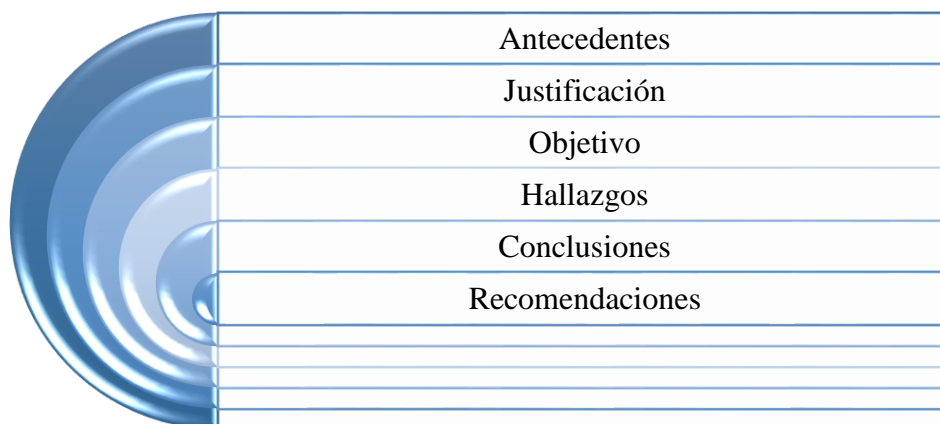 Antecedentes
Justificación
Objetivo
Hallazgos
Conclusiones
Recomendaciones